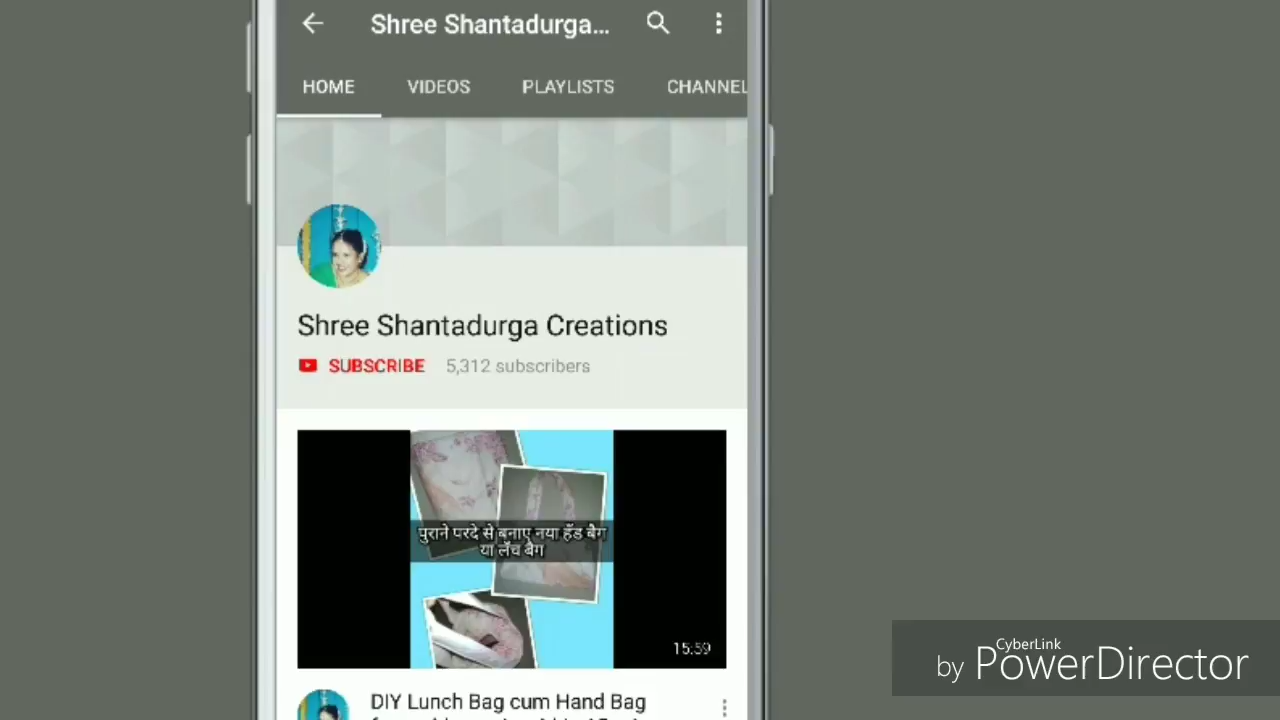 Shree Shantadurga...
HOME VIDEOS PLAYLISTS CHANNEL
Shree Shantadurga Creations
SUBSCRIBE 5,312 subscribers
पुराने परदे से बनाए नया हँड बैग
या लँच बैग
15:59
DIY Lunch Bag cum Hand Bag
CyberLink
by PowerDirector